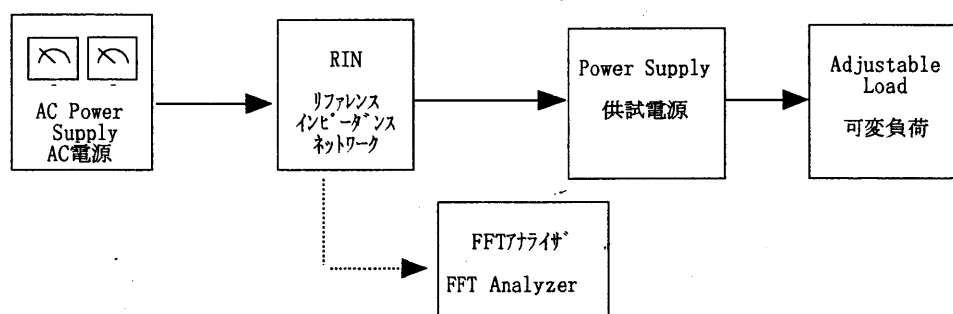 AC Power
Supply
AC電源
RIN
リファレンス
インピーダンス
ネットワーク
Power Supply
供試電源
Adjustable
Load
可変負荷
FFTアナライザ
FFT Analyzer